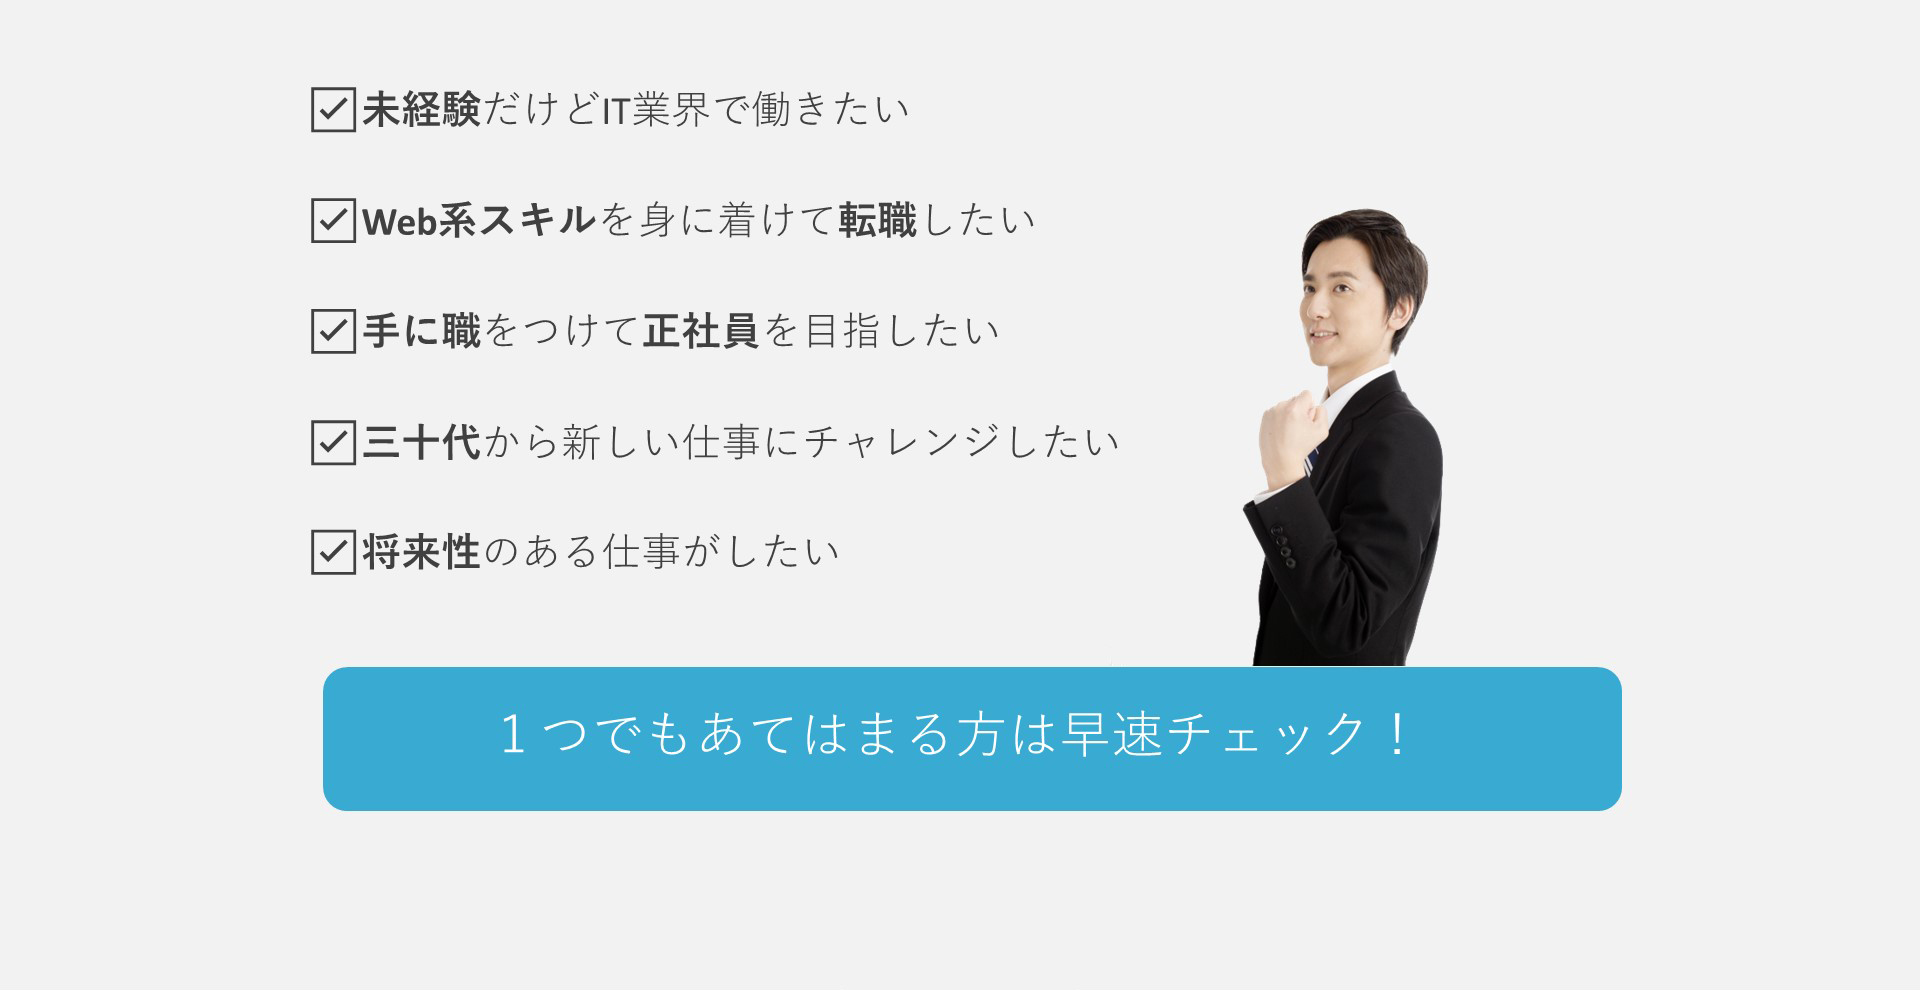 未経験だけどIT業界で働きたい
Web系スキルを身に着けて転職したい
手に職をつけて正社員を目指したい
三十代から新しい仕事にチャレンジしたい
将来性のある仕事がしたい
１つでもあてはまる方は早速チェック！